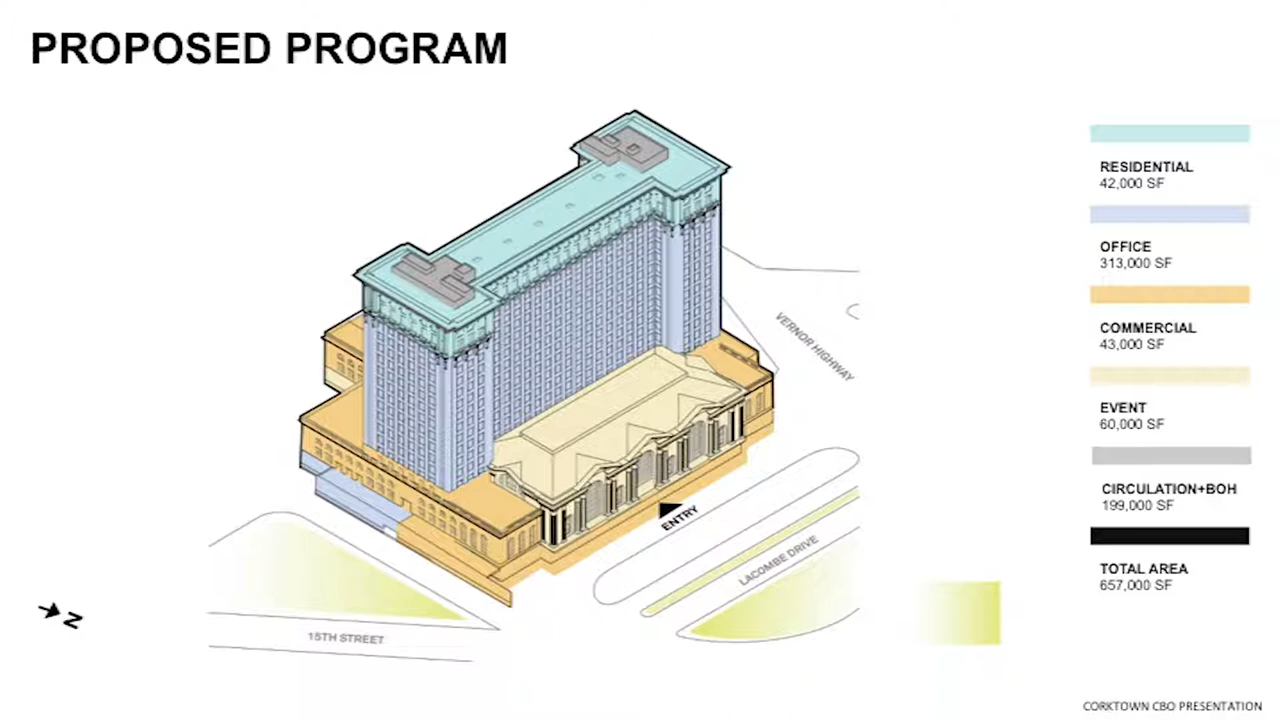 PROPOSED PROGRAM
RESIDENTIAL
42,000 SF
OFFICE
313,000 SF
COMMERCIAL
43,000 SF
EVENT
60,000 SF
CIRCULATION+BOH
199,000 SF
TOTAL AREA
657,000 SF
VERNOR HIGHWAY
ENTRY
LACOMBE DRIVE
15TH STREET
N
CORKTOWN CBO PRESENTATION